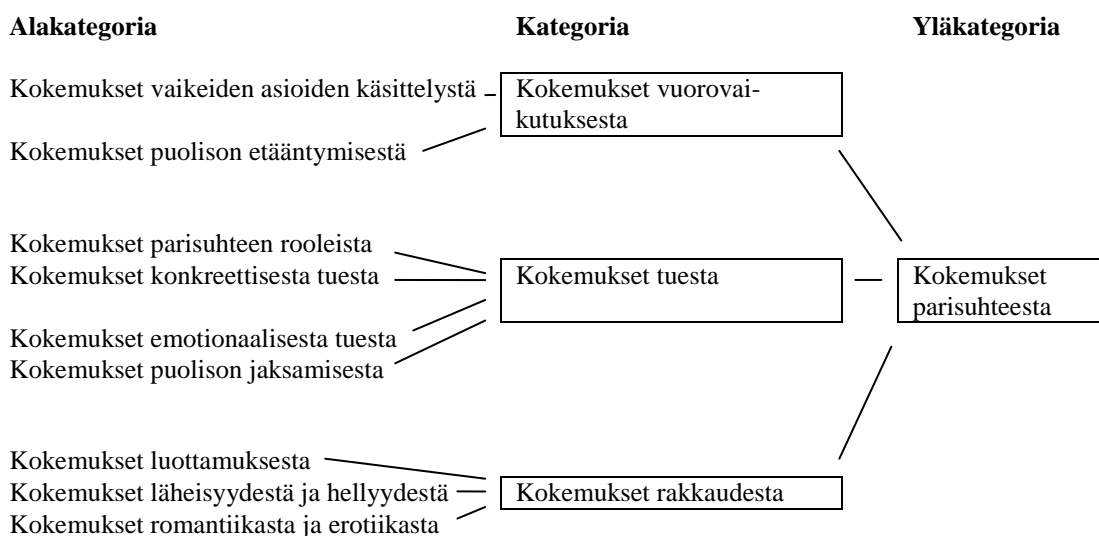 Alakategoria Kategoria Yläkategoria
Kokemukset vaikeiden asioiden käsittelystä Kokemukset vuorovai-
kutuksesta
Kokemukset puolison etääntymisestä
Kokemukset parisuhteen rooleista
Kokemukset konkreettisesta tuesta Kokemukset tuesta Kokemukset
parisuhteesta
Kokemukset emotionaalisesta tuesta
Kokemukset puolison jaksamisesta
Kokemukset luottamuksesta
Kokemukset läheisyydestä ja hellyydestä Kokemukset rakkaudesta
Kokemukset romantiikasta ja erotiikasta